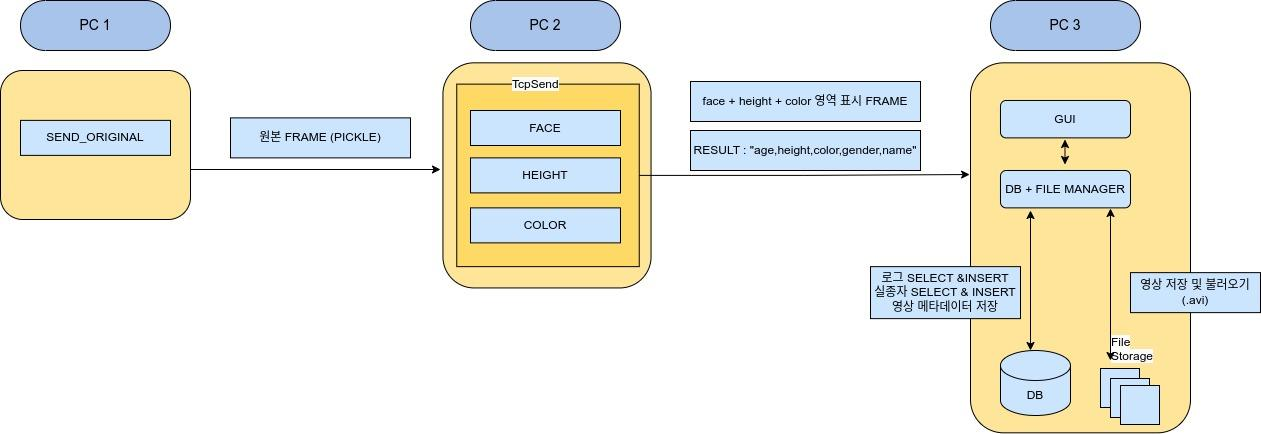 PC 1
PC 2
PC 3
SEND_ORIGINAL
원본 FRAME (PICKLE)
TcpSend
FACE
HEIGHT
COLOR
face + height + color 영역 표시 FRAME
RESULT : "age,height,color,gender,name"
GUI
DB + FILE MANAGER
로그 SELECT &INSERT
실종자 SELECT & INSERT
영상 메타데이터 저장
영상 저장 및 불러오기
(.avi)
File
Storage
DB